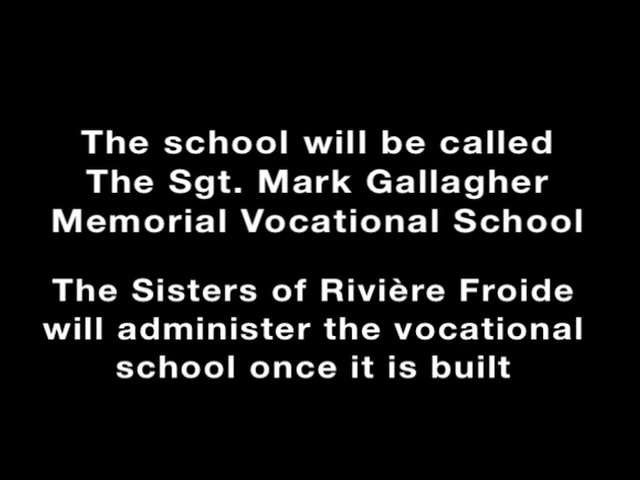 The school will be called
The Sgt. Mark Gallagher
Memorial Vocational School
The Sisters of Rivière Froide
will administer the vocational
school once it is built